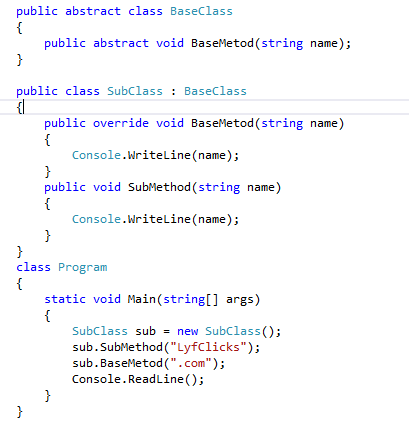 public abstract class BaseClass
{
    public abstract void BaseMetod(string name);
}

public class SubClass : BaseClass
{
    public override void BaseMetod(string name)
    {
        Console.WriteLine(name);
    }
    public void SubMethod(string name)
    {
        Console.WriteLine(name);
    }
}
class Program
{
    static void Main(string[] args)
    {
        SubClass sub = new SubClass();
        sub.SubMethod("LyfClicks");
        sub.BaseMetod(".com");
        Console.ReadLine();
    }
}